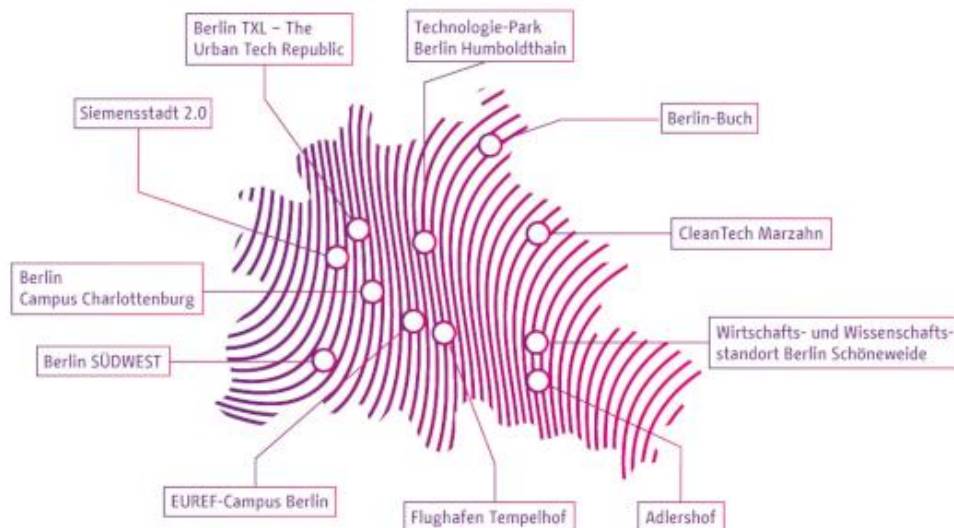 Berlin TXL – The
Urban Tech Republic
Technologie-Park
Berlin Humboldthain
Siemensstadt 2.0
Berlin-Buch
CleanTech Marzahn
Berlin
Campus Charlottenburg
Wirtschafts- und Wissenschafts-
standort Berlin Schöneweide
Berlin SÜDWEST
EUREF-Campus Berlin
Flughafen Tempelhof
Adlershof